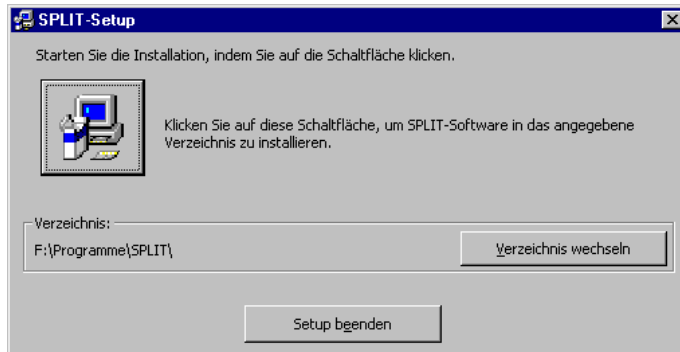 SPLIT-Setup
Starten Sie die Installation, indem Sie auf die Schaltfläche klicken.
Klicken Sie auf diese Schaltfläche, um SPLIT-Software in das angegebene
Verzeichnis zu installieren.
Verzeichnis:
F:\Programme\SPLIT\
Verzeichnis wechseln
Setup beenden